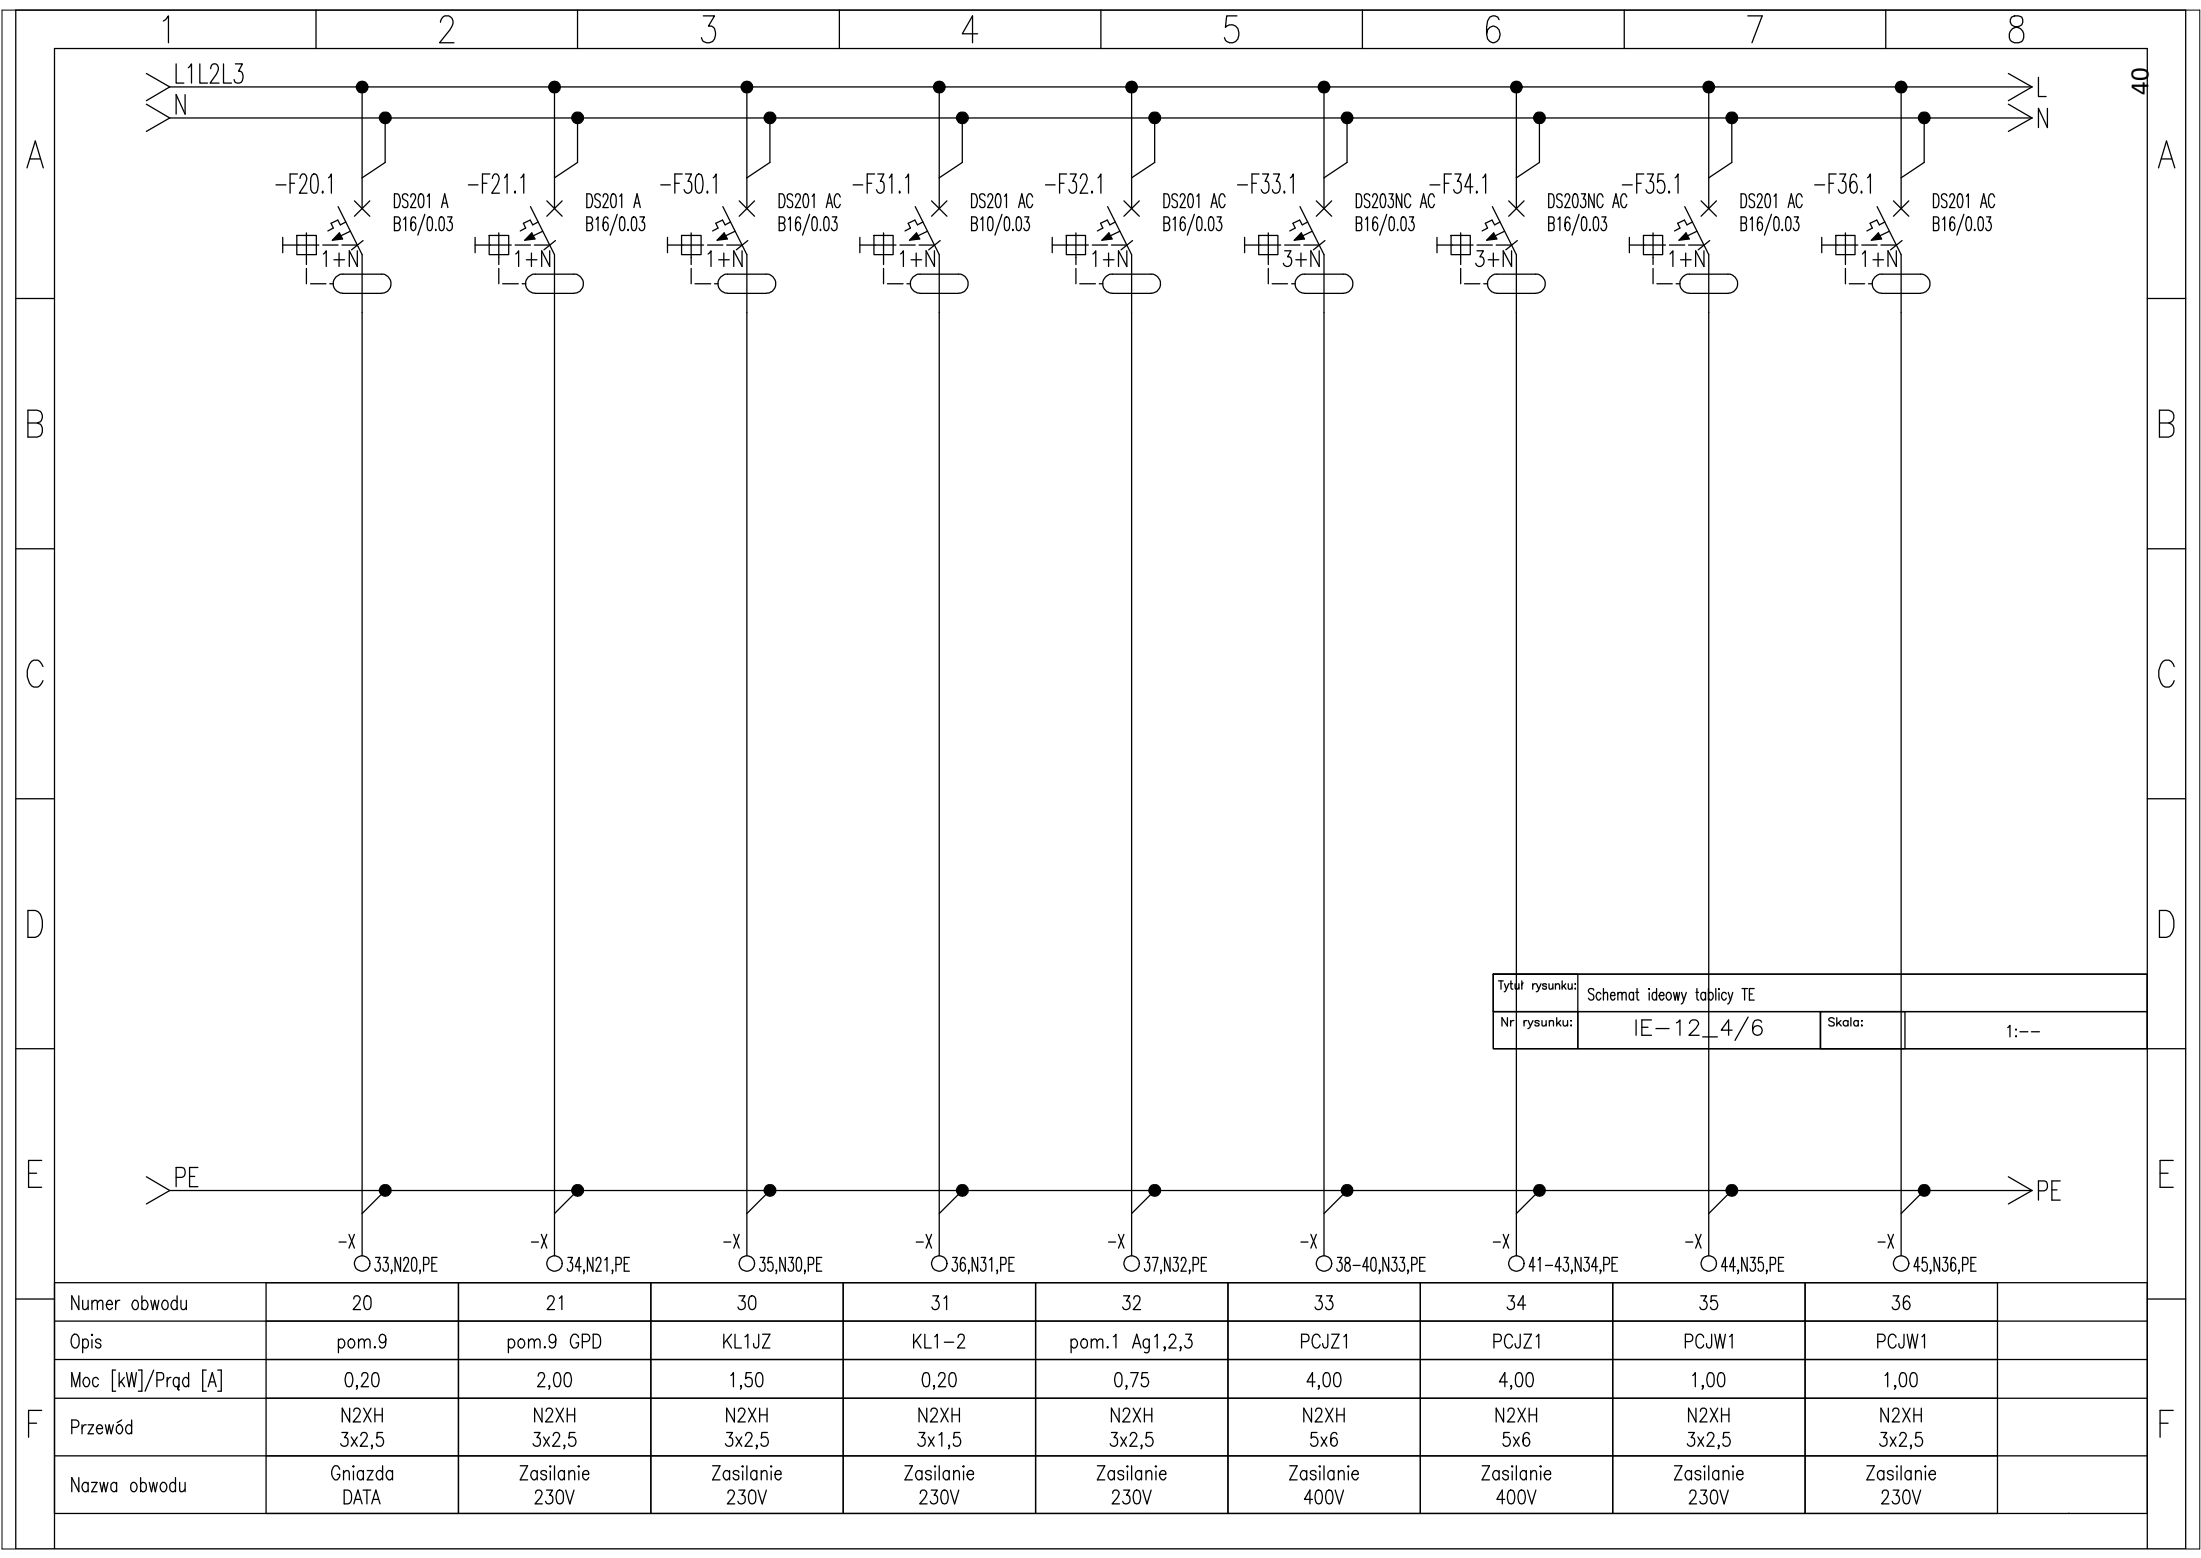 1 2 3 4 5 6 7 8
40
L1L2L3 L
N N
A A
-F20.1 -F21.1 -F30.1 -F31.1 -F32.1 -F33.1 -F34.1 -F35.1 -F36.1
DS201 A DS201 A DS201 AC DS201 AC DS201 AC DS203NC AC DS203NC AC DS201 AC DS201 AC
B16/0.03 B16/0.03 B16/0.03 B10/0.03 B16/0.03 B16/0.03 B16/0.03 B16/0.03 B16/0.03
1+N 1+N 1+N 1+N 1+N 3+N 3+N 1+N 1+N
B B
C C
D D
Tytuł rysunku: Schemat ideowy tablicy TE
Nr rysunku: IE-12_4/6 Skala: 1:--
E E
PE PE
-X -X -X -X -X -X -X -X -X
33,N20,PE 34,N21,PE 35,N30,PE 36,N31,PE 37,N32,PE 38-40,N33,PE 41-43,N34,PE 44,N35,PE 45,N36,PE
Numer obwodu 20 21 30 31 32 33 34 35 36
Opis pom.9 pom.9 GPD KL1JZ KL1-2 pom.1 Ag1,2,3 PCJZ1 PCJZ1 PCJW1 PCJW1
Moc [kW]/Prąd [A] 0,20 2,00 1,50 0,20 0,75 4,00 4,00 1,00 1,00
F F
Przewód N2XH N2XH N2XH N2XH N2XH N2XH N2XH N2XH N2XH
3x2,5 3x2,5 3x2,5 3x1,5 3x2,5 5x6 5x6 3x2,5 3x2,5
Nazwa obwodu Gniazda Zasilanie Zasilanie Zasilanie Zasilanie Zasilanie Zasilanie Zasilanie Zasilanie
DATA 230V 230V 230V 230V 400V 400V 230V 230V